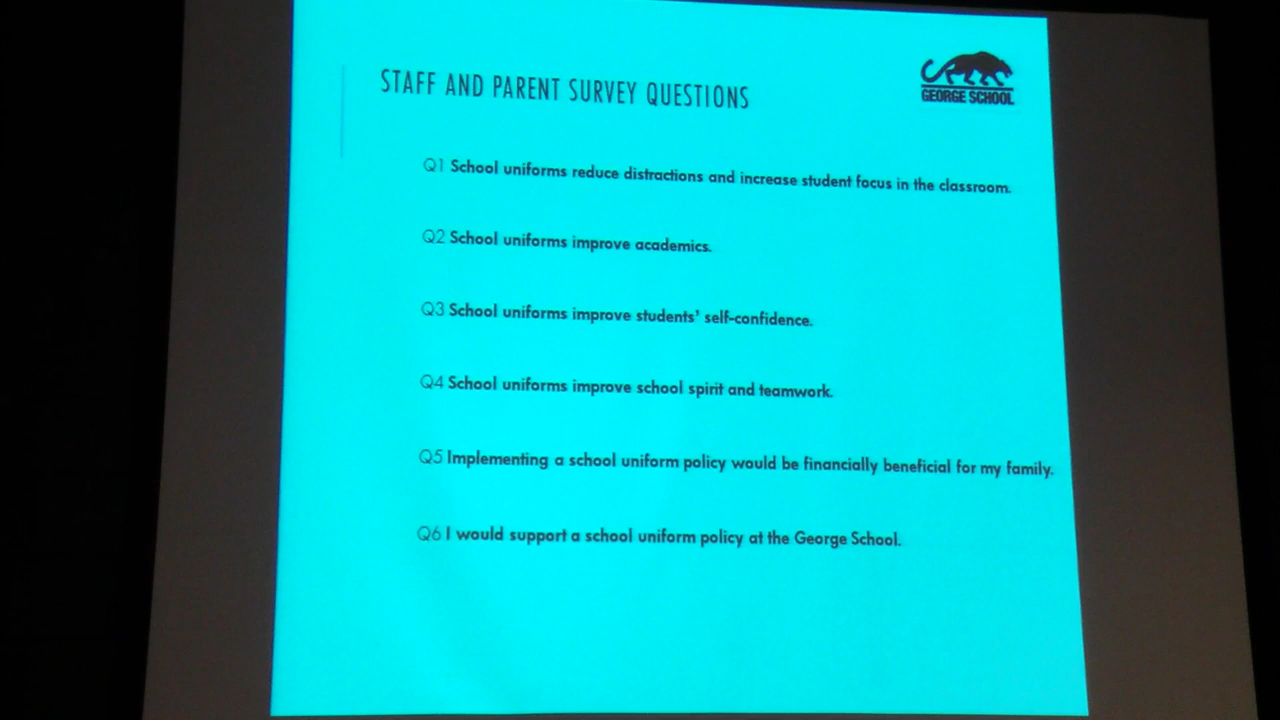 STAFF AND PARENT SURVEY QUESTIONS
GEORGE SCHOOL
Q1 School uniforms reduce distractions and increase student focus in the classroom.
Q2 School uniforms improve academics.
Q3 School uniforms improve students' self-confidence.
Q4 School uniforms improve school spirit and teamwork.
Q5 Implementing a school uniform policy would be financially beneficial for my family.
Q6 I would support a school uniform policy at the George School.